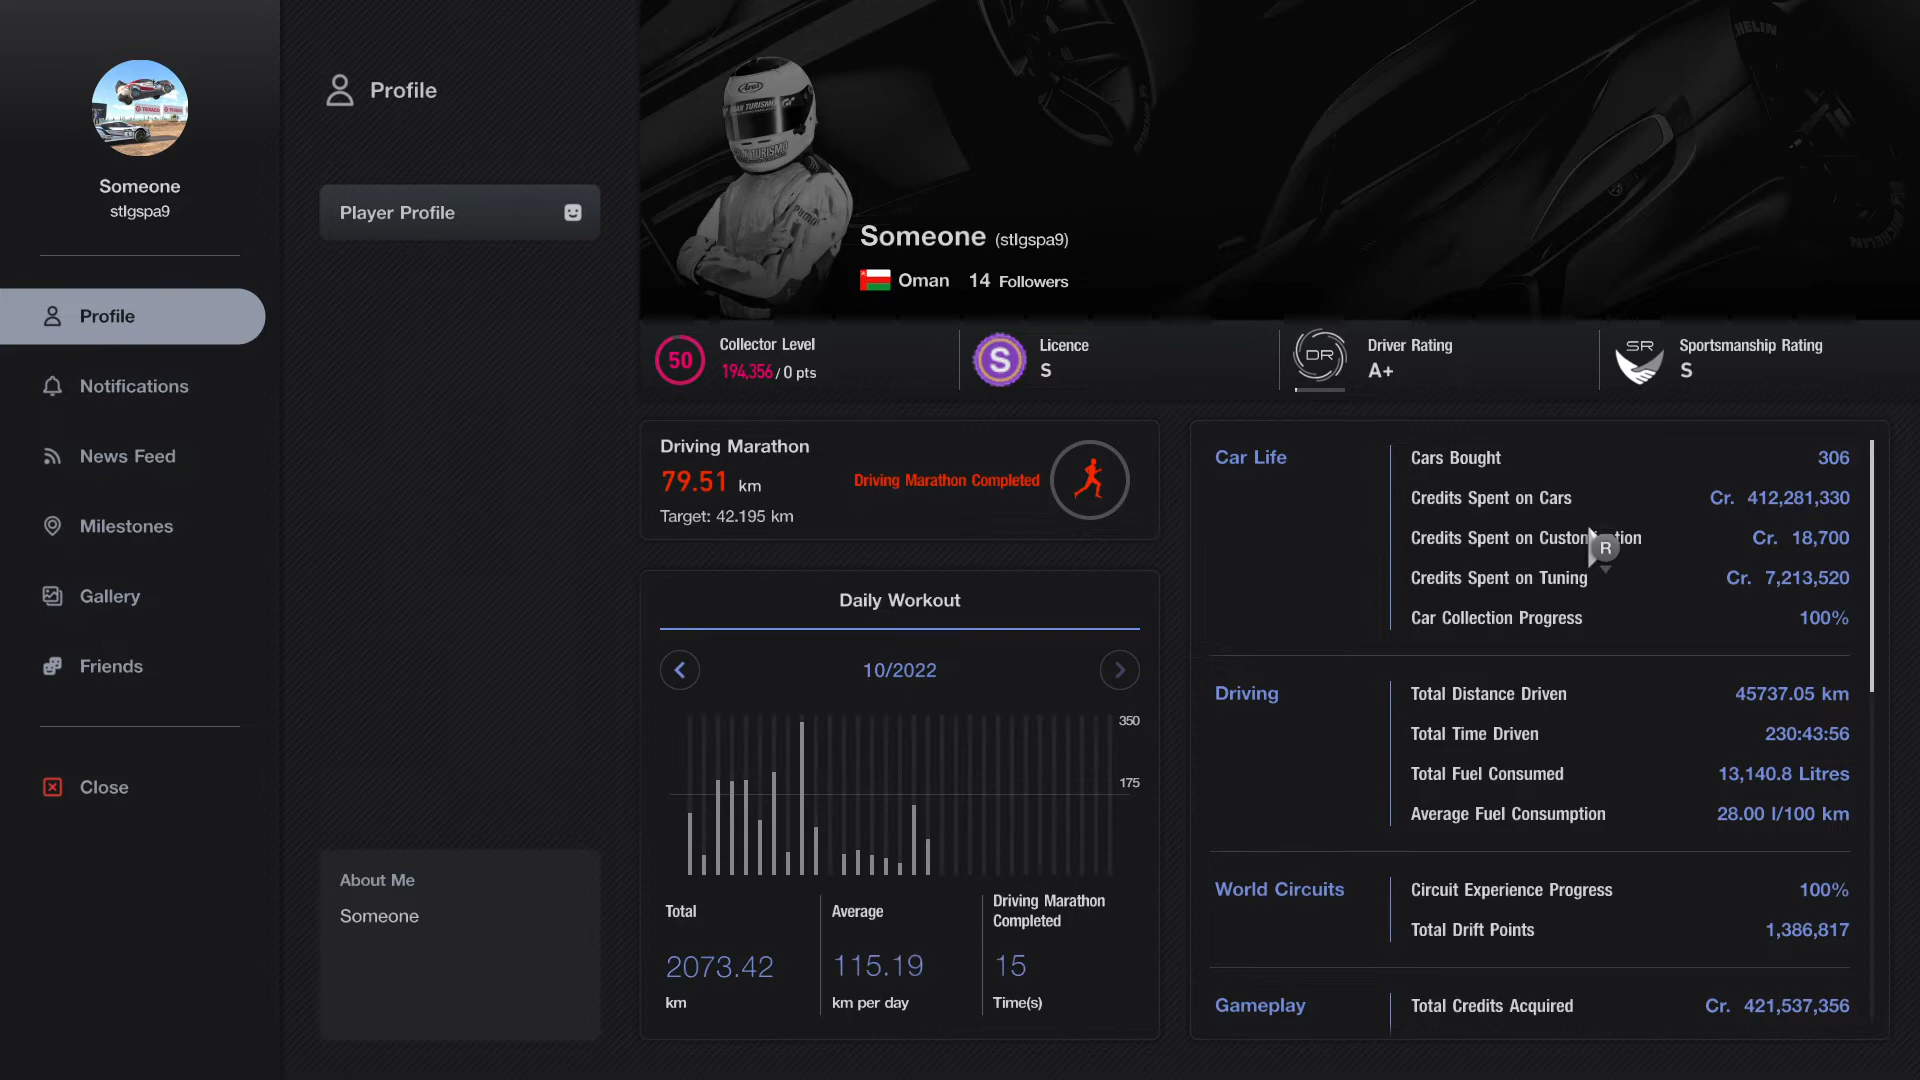 Someone
stlgspa9
Profile
Notifications
News Feed
Milestones
Gallery
Friends
Close
Profile
Player Profile
About Me
Someone
Someone (stlgspa9)
Oman 14 Followers
50
Collector Level
194,356 / 0 pts
S
Licence
S
DR
Driver Rating
A+
SR
Sportsmanship Rating
S
Driving Marathon
79.51 km
Driving Marathon Completed
Target: 42.195 km
Daily Workout
10/2022
350
175
Total
2073.42
km
Average
115.19
km per day
Driving Marathon
Completed
15
Time(s)
Car Life
Cars Bought 306
Credits Spent on Cars Cr. 412,281,330
Credits Spent on Cr. 18,700
R
Credits Spent on Tuning Cr. 7,213,520
Car Collection Progress 100%
Driving
Total Distance Driven 45737.05 km
Total Time Driven 230:43:56
Total Fuel Consumed 13,140.8 Litres
Average Fuel Consumption 28.00 l/100 km
World Circuits
Circuit Experience Progress 100%
Total Drift Points 1,386,817
Gameplay
Total Credits Acquired Cr. 421,537,356